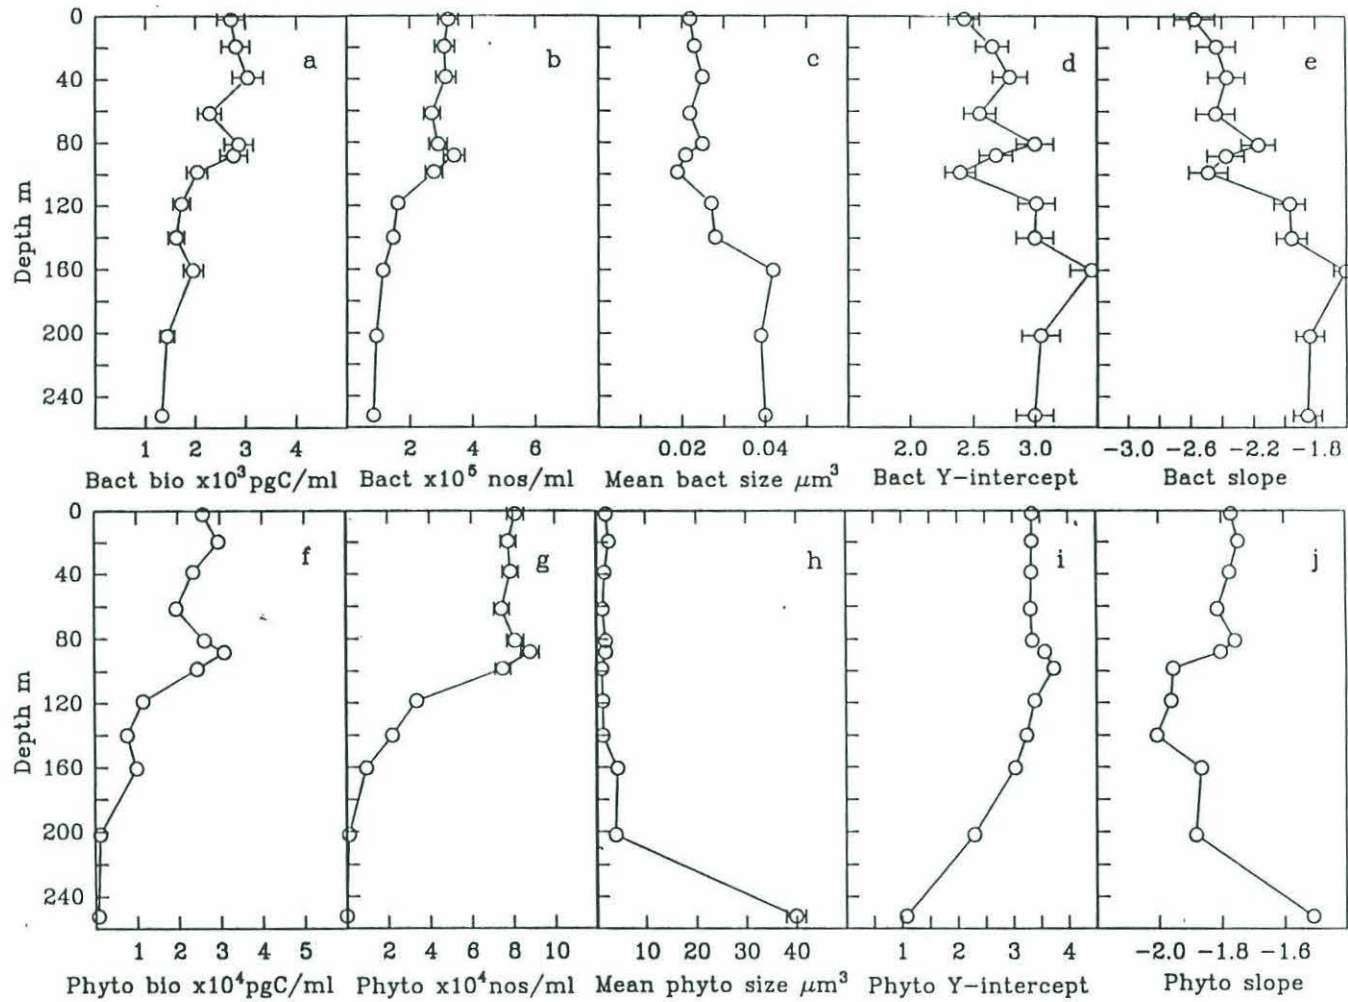 0
40
80
120
160
200
240
Depth m
a
b
c
d
e
1 2 3 4
2 4 6
0.02 0.04
2.0 3.0
-3.0 -2.6 -2.2 -1.8
Bact bio x10³pgC/ml
Bact x10⁵ nos/ml
Mean bact size μm³
Bact Y-intercept
Bact slope
0
40
80
120
160
200
240
Depth m
f
g
h
i
j
1 2 3 4 5
2 4 6 8 10
10 20 30 40
1 2 3 4
-2.0 -1.8 -1.6
Phyto bio x10⁴pgC/ml
Phyto x10⁴nos/ml
Mean phyto size μm³
Phyto Y-intercept
Phyto slope